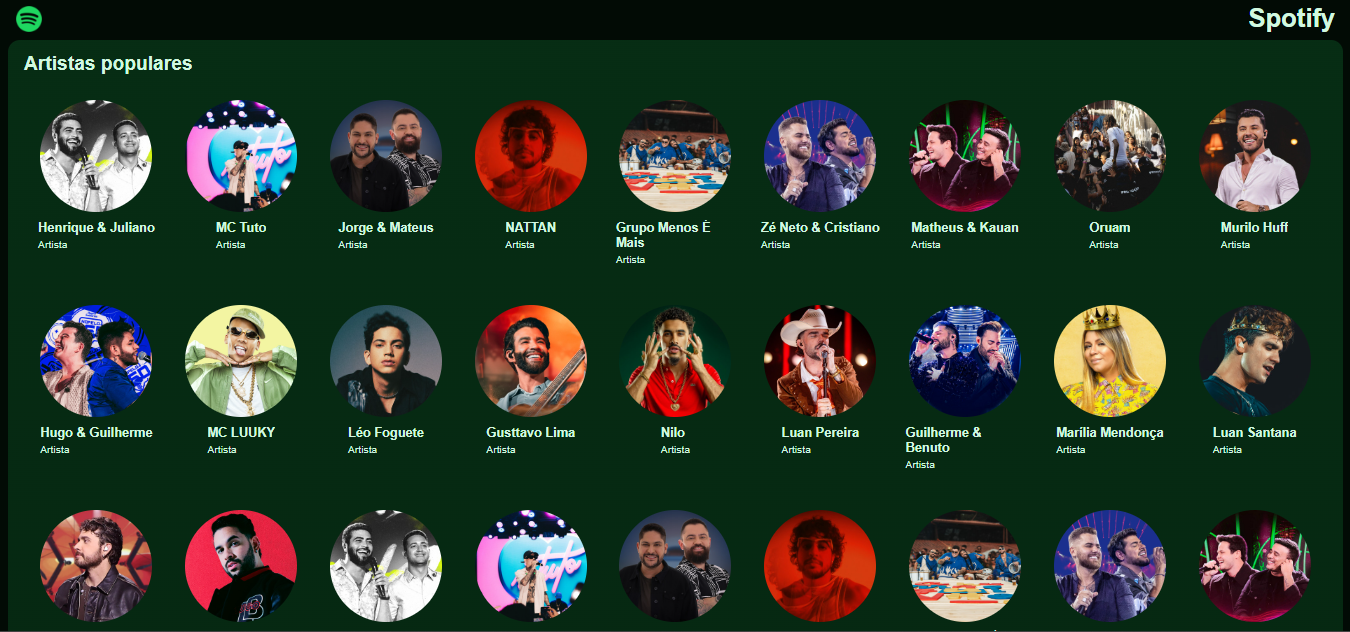 Spotify
Artistas populares
Tuto
Henrique & Juliano
MC Tuto
Jorge & Mateus
NATTAN
Grupo Menos É
Mais
Zé Neto & Cristiano
Matheus & Kauan
Oruam
Murilo Huff
Artista
Artista
Artista
Artista
Artista
Artista
Artista
Artista
Artista
Hugo & Guilherme
MC LUUKY
Léo Foguete
Gusttavo Lima
Nilo
Luan Pereira
Guilherme &
Benuto
Marília Mendonça
Luan Santana
Artista
Artista
Artista
Artista
Artista
Artista
Artista
Artista
Artista
B
Tuto